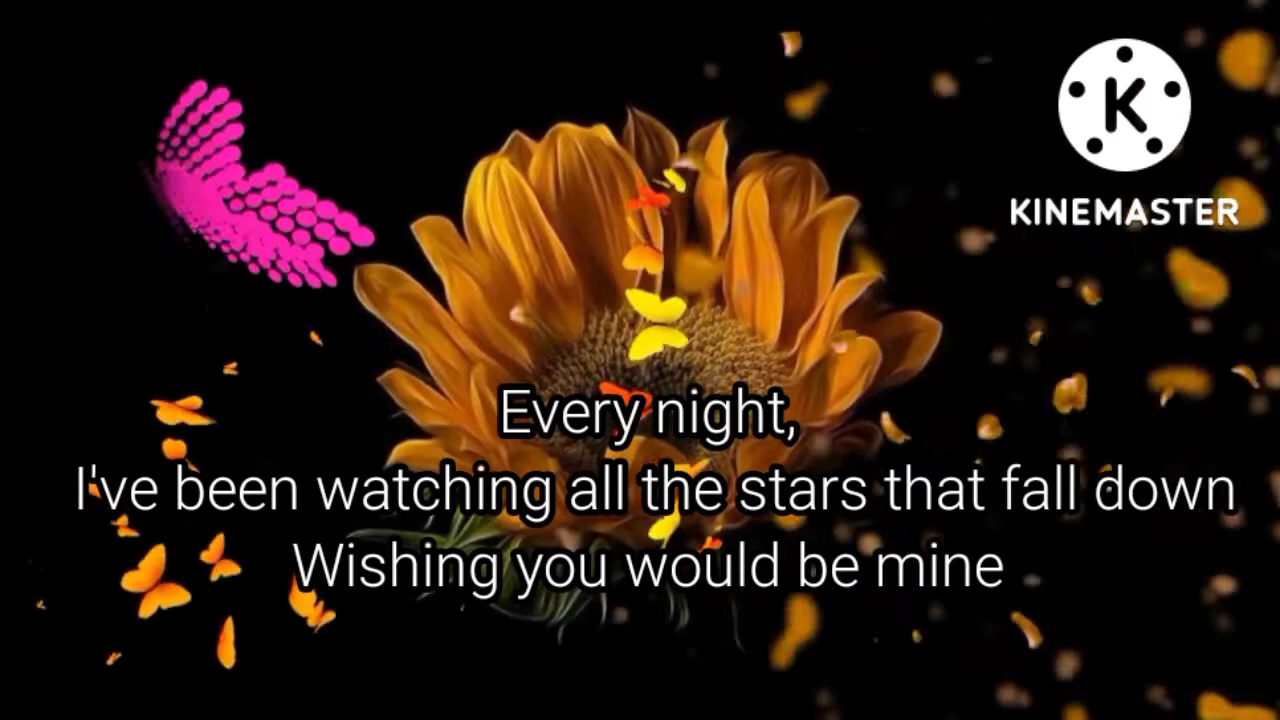 K
KINEMASTER
Every night,
I've been watching all the stars that fall down
Wishing you would be mine